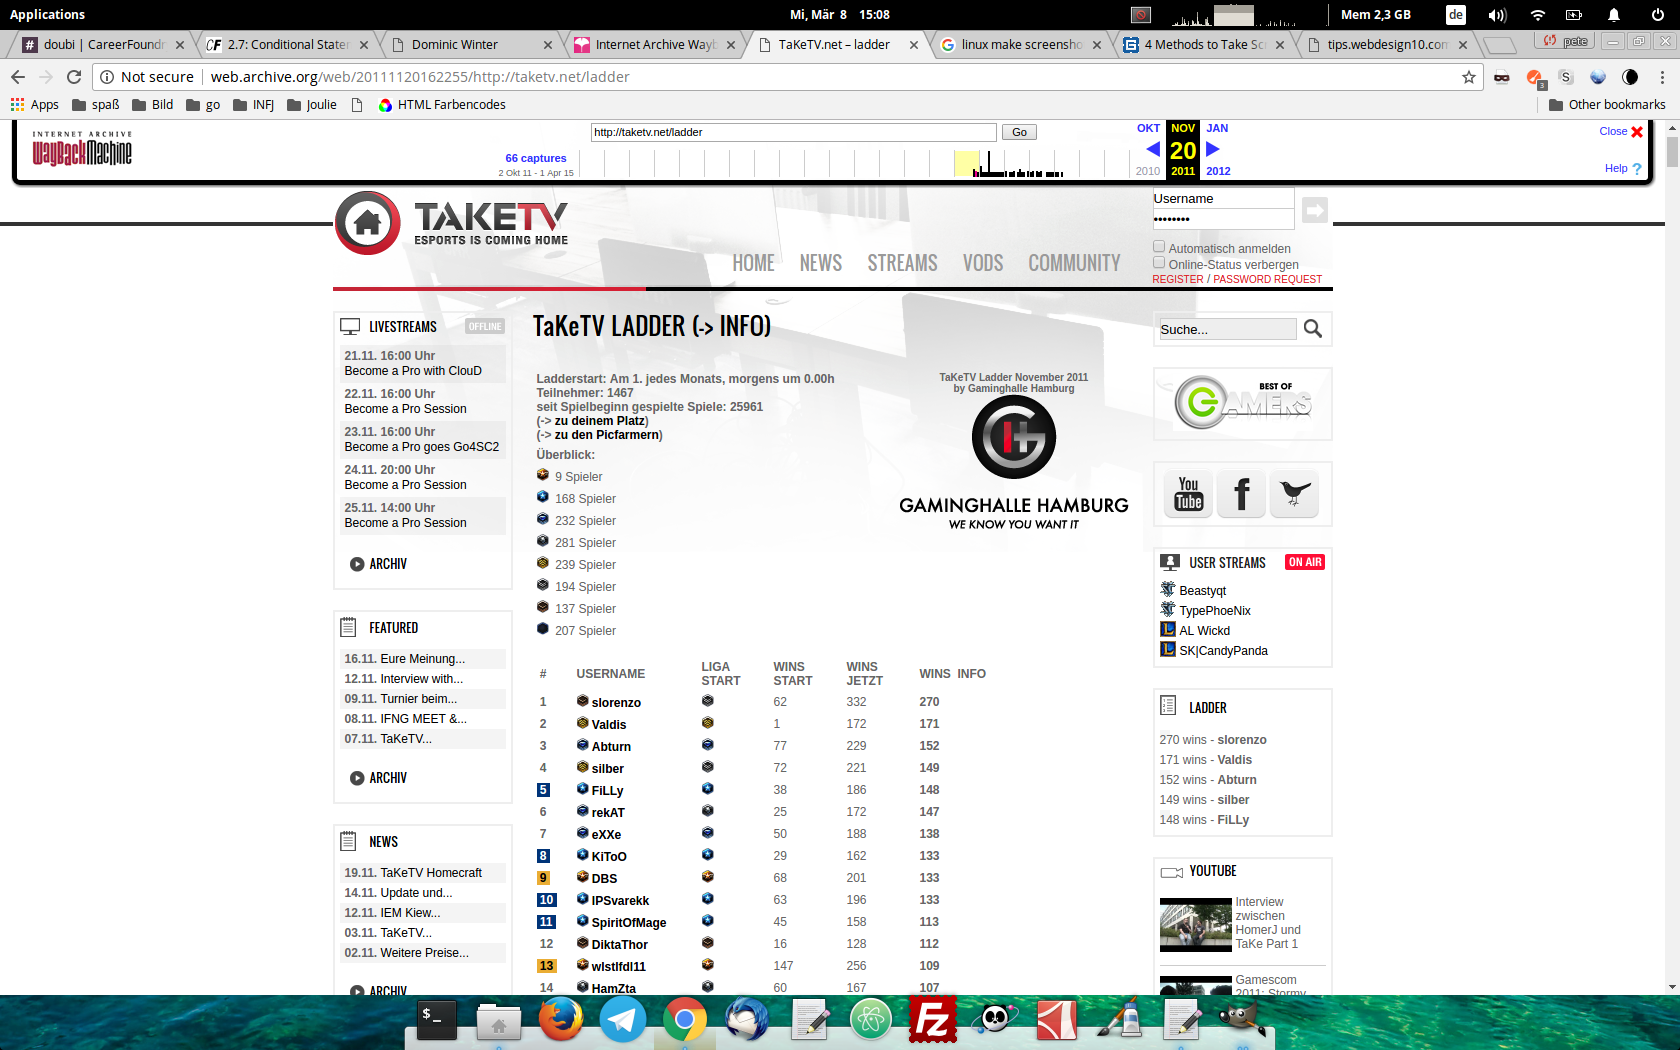 Applications
Mi, Mär 8 15:08
Mem 2,3 GB
de
doubi | CareerFound
2.7: Conditional State
Dominic Winter
Internet Archive Wayb
TaKeTV.net – ladder
linux make screensho
4 Methods to Take Sc
tips.webdesign10.com
pete
Not secure
web.archive.org/web/20111120162255/http://taketv.net/ladder
Apps
spaß
Bild
go
INFJ
Joulie
HTML Farbencodes
Other bookmarks
INTERNET ARCHIVE
WayBackMachine
http://taketv.net/ladder
Go
66 captures
2 Okt 11 - 1 Apr 15
OKT
NOV
JAN
20
2010
2011
2012
Close
Help ?
TAKETV
ESPORTS IS COMING HOME
HOME
NEWS
STREAMS
VODS
COMMUNITY
Username
••••••••
Automatisch anmelden
Online-Status verbergen
REGISTER / PASSWORD REQUEST
LIVESTREAMS
OFFLINE
21.11. 16:00 Uhr
Become a Pro with ClouD
22.11. 16:00 Uhr
Become a Pro Session
23.11. 16:00 Uhr
Become a Pro goes Go4SC2
24.11. 20:00 Uhr
Become a Pro Session
25.11. 14:00 Uhr
Become a Pro Session
ARCHIV
FEATURED
16.11. Eure Meinung...
12.11. Interview with...
09.11. Turnier beim...
08.11. IFNG MEET &...
07.11. TaKeTV...
ARCHIV
NEWS
19.11. TaKeTV Homecraft
14.11. Update und...
12.11. IEM Kiew...
03.11. TaKeTV...
02.11. Weitere Preise...
ARCHIV
TaKeTV LADDER (-> INFO)
Ladderstart: Am 1. jedes Monats, morgens um 0.00h
Teilnehmer: 1467
seit Spielbeginn gespielte Spiele: 25961
(-> zu deinem Platz)
(-> zu den Picfarmern)
Überblick:
9 Spieler
168 Spieler
232 Spieler
281 Spieler
239 Spieler
194 Spieler
137 Spieler
207 Spieler
TaKeTV Ladder November 2011
by Gaminghalle Hamburg
GAMINGHALLE HAMBURG
WE KNOW YOU WANT IT
# USERNAME LIGA START WINS START WINS JETZT WINS INFO
1 slorenzo 62 332 270
2 Valdis 1 172 171
3 Abturn 77 229 152
4 silber 72 221 149
5 FiLLy 38 186 148
6 rekAT 25 172 147
7 eXXe 50 188 138
8 KiToO 29 162 133
9 DBS 68 201 133
10 IPSvarekk 63 196 133
11 SpiritOfMage 45 158 113
12 DiktaThor 16 128 112
13 wIstIfdl11 147 256 109
14 HamZta 60 167 107
Suche...
BEST OF
GAMERS
You
Tube
f
USER STREAMS
ON AIR
Beastyqt
TypePhoeNix
AL Wickd
SK|CandyPanda
LADDER
270 wins - slorenzo
171 wins - Valdis
152 wins - Abturn
149 wins - silber
148 wins - FiLLy
YOUTUBE
Interview
zwischen
HomerJ und
TaKe Part 1
Gamescom
2011: Stormy
$_
FZ